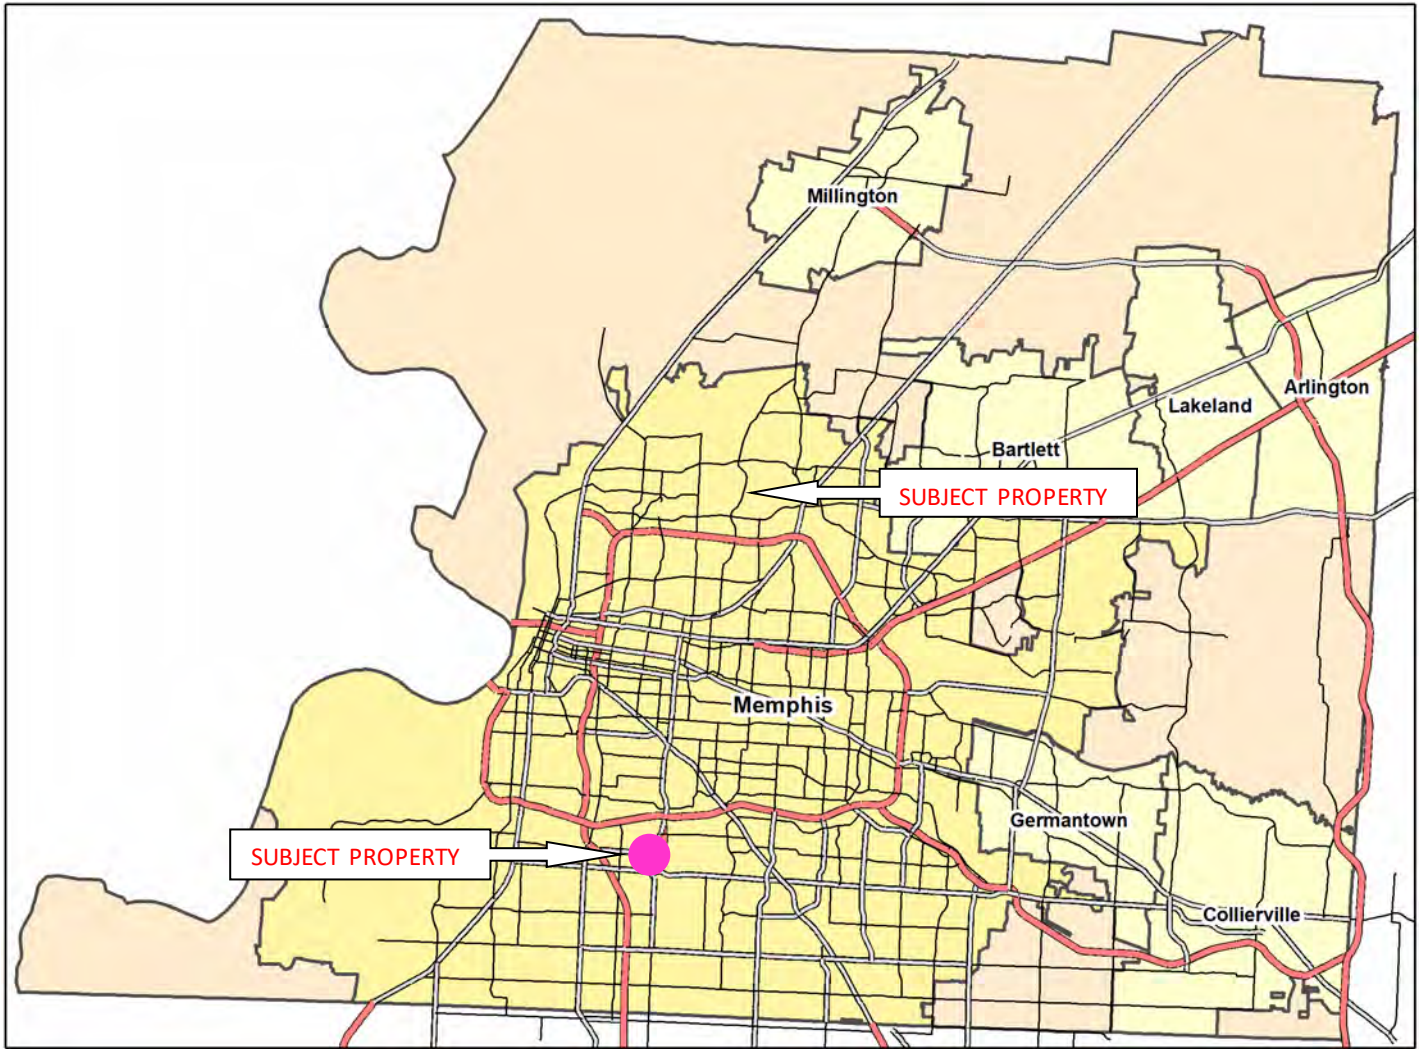 Millington
Arlington
Lakeland
Bartlett
SUBJECT PROPERTY
Memphis
Germantown
SUBJECT PROPERTY
Collierville